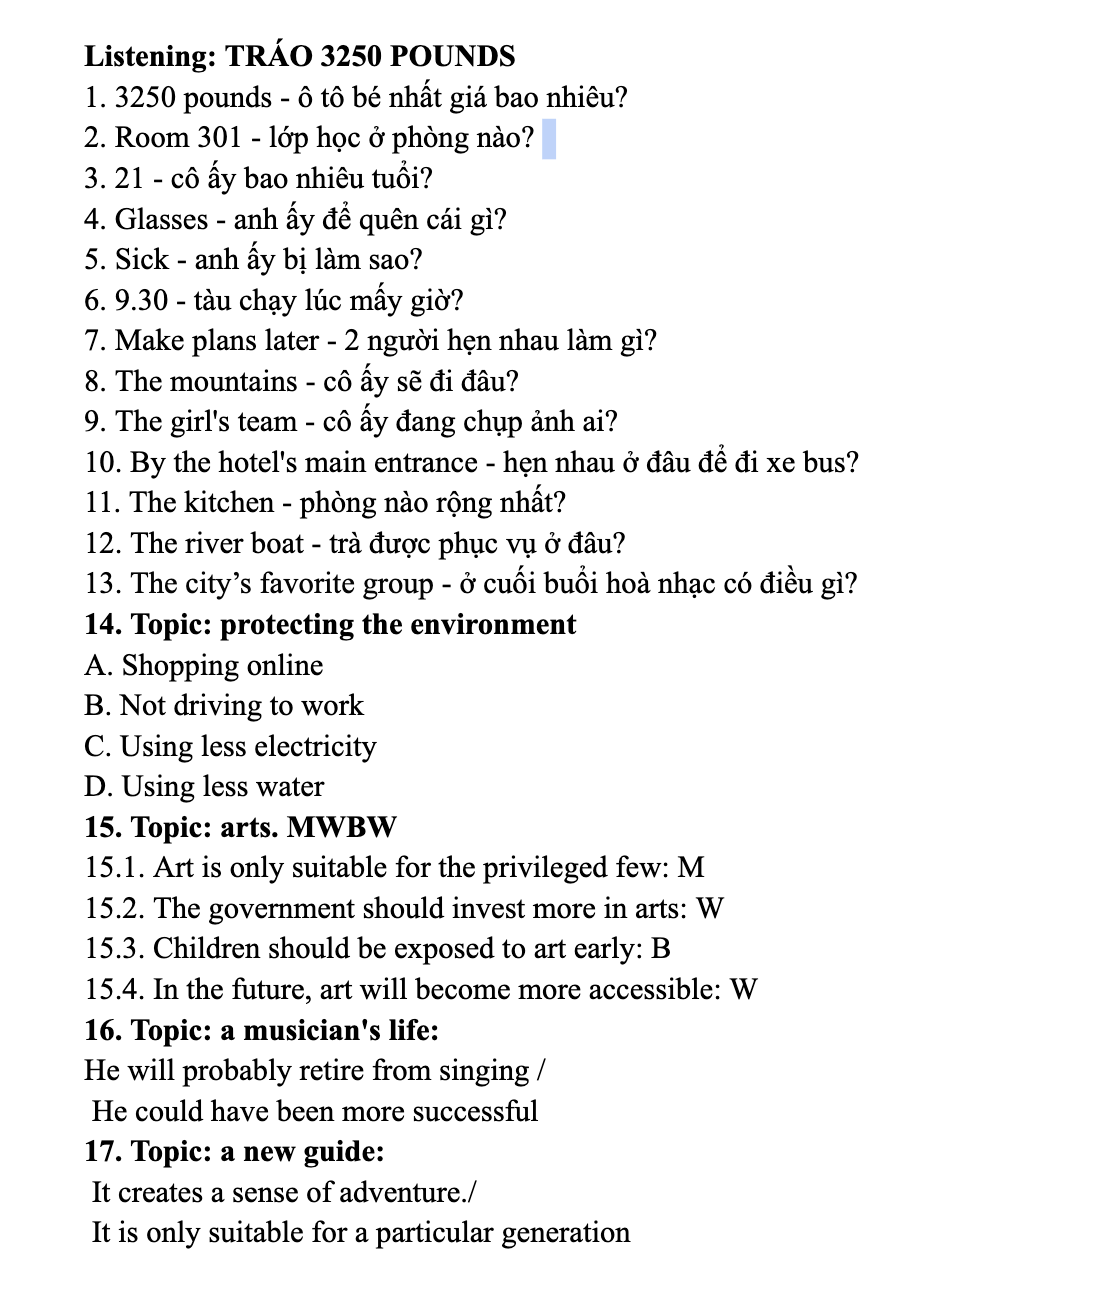 Listening: TRÁO 3250 POUNDS
1. 3250 pounds - ô tô bé nhất giá bao nhiêu?
2. Room 301 - lớp học ở phòng nào?
3. 21 - cô ấy bao nhiêu tuổi?
4. Glasses - anh ấy để quên cái gì?
5. Sick - anh ấy bị làm sao?
6. 9.30 - tàu chạy lúc mấy giờ?
7. Make plans later - 2 người hẹn nhau làm gì?
8. The mountains - cô ấy sẽ đi đâu?
9. The girl's team - cô ấy đang chụp ảnh ai?
10. By the hotel's main entrance - hẹn nhau ở đâu để đi xe bus?
11. The kitchen - phòng nào rộng nhất?
12. The river boat - trà được phục vụ ở đâu?
13. The city’s favorite group - ở cuối buổi hoà nhạc có điều gì?
14. Topic: protecting the environment
A. Shopping online
B. Not driving to work
C. Using less electricity
D. Using less water
15. Topic: arts. MWBW
15.1. Art is only suitable for the privileged few: M
15.2. The government should invest more in arts: W
15.3. Children should be exposed to art early: B
15.4. In the future, art will become more accessible: W
16. Topic: a musician's life:
He will probably retire from singing /
He could have been more successful
17. Topic: a new guide:
It creates a sense of adventure./
It is only suitable for a particular generation